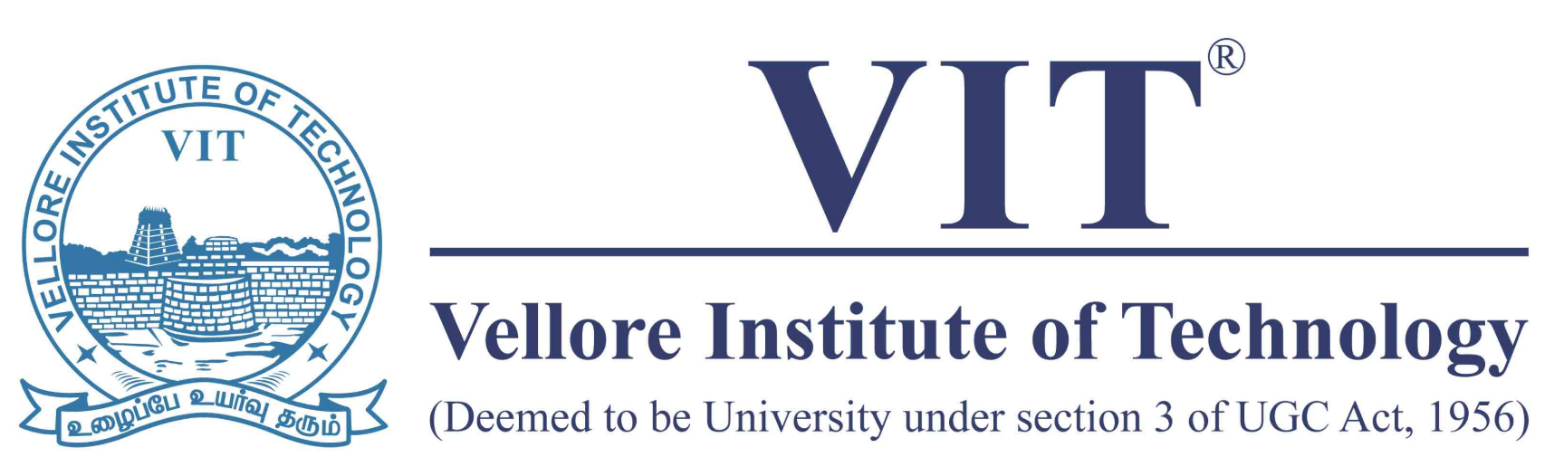 VELLORE INSTITUTE OF TECHNOLOGY
VIT
உழைப்பே உயர்வு தரும்
VIT®
Vellore Institute of Technology
(Deemed to be University under section 3 of UGC Act, 1956)